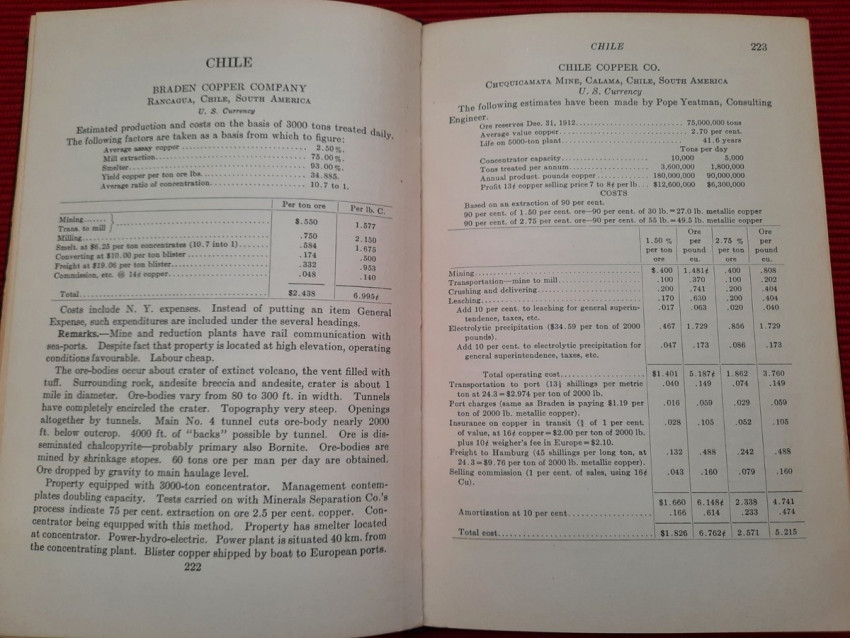 CHILE
BRADEN COPPER COMPANY
RANCAGUA, CHILE, SOUTH AMERICA
U. S. Currency
Estimated production and costs on the basis of 3000 tons treated daily.
The following factors are taken as a basis from which to figure:
Average assay copper 2.50%.
Mill extraction 75.00%.
Smelter 93.00%.
Yield copper per ton ore lbs. 34.885.
Average ratio of concentration 10.7 to 1.
Per ton ore Per lb. C.
Mining } $.550 1.577
Trans. to mill
Milling .750 2.150
Smelt. at $6.25 per ton concentrates (10.7 into 1) .584 1.675
Converting at $10.00 per ton blister .174 .500
Freight at $19.06 per ton blister .332 .953
Commission, etc. @ 14¢ copper .048 .140
Total $2.438 6.995¢
Costs include N. Y. expenses. Instead of putting an item General
Expense, such expenditures are included under the several headings.
Remarks.—Mine and reduction plants have rail communication with
sea-ports. Despite fact that property is located at high elevation, operating
conditions favourable. Labour cheap.
The ore-bodies occur about crater of extinct volcano, the vent filled with
tuff. Surrounding rock, andesite breccia and andesite, crater is about 1
mile in diameter. Ore-bodies vary from 80 to 300 ft. in width. Tunnels
have completely encircled the crater. Topography very steep. Openings
altogether by tunnels. Main No. 4 tunnel cuts ore-body nearly 2000
ft. below outcrop. 4000 ft. of "backs" possible by tunnel. Ore is dis-
seminated chalcopyrite—probably primary also Bornite. Ore-bodies are
mined by shrinkage stopes. 60 tons ore per man per day are obtained.
Ore dropped by gravity to main haulage level.
Property equipped with 3000-ton concentrator. Management contem-
plates doubling capacity. Tests carried on with Minerals Separation Co.'s
process indicate 75 per cent. extraction on ore 2.5 per cent. copper. Con-
centrator being equipped with this method. Property has smelter located
at concentrator. Power-hydro-electric. Power plant is situated 40 km. from
the concentrating plant. Blister copper shipped by boat to European ports.
222
CHILE 223
CHILE COPPER CO.
CHUQUICAMATA MINE, CALAMA, CHILE, SOUTH AMERICA
U. S. Currency
The following estimates have been made by Pope Yeatman, Consulting
Engineer.
Ore reserves Dec. 31, 1912 75,000,000 tons
Average value copper 2.70 per cent.
Life on 5000-ton plant 41.6 years
Tons per day
Concentrator capacity 10,000 5,000
Tons treated per annum 3,600,000 1,800,000
Annual product. pounds copper 180,000,000 90,000,000
Profit 13¢ copper selling price 7 to 8¢ per lb. $12,600,000 $6,300,000
COSTS
Based on an extraction of 90 per cent.
90 per cent. of 1.50 per cent. ore—90 per cent. of 30 lb. = 27.0 lb. metallic copper
90 per cent. of 2.75 per cent. ore—90 per cent. of 55 lb. = 49.5 lb. metallic copper
1.50 % per ton ore Ore per pound cu. 2.75 % per ton ore Ore per pound cu.
Mining $.400 1.481¢ .400 .808
Transportation—mine to mill .100 .370 .100 .202
Crushing and delivering .200 .741 .200 .404
Leaching .170 .630 .200 .404
Add 10 per cent. to leaching for general superin- .017 .063 .020 .040
tendence, taxes, etc.
Electrolytic precipitation ($34.59 per ton of 2000 .467 1.729 .856 1.729
pounds).
Add 10 per cent. to electrolytic precipitation for .047 .173 .086 .173
general superintendence, taxes, etc.
Total operating cost $1.401 5.187¢ 1.862 3.760
Transportation to port (13½ shillings per metric .040 .149 .074 .149
ton at 24.3 = $2.974 per ton of 2000 lb.
Port charges (same as Braden is paying $1.19 per .016 .059 .029 .059
ton of 2000 lb. metallic copper).
Insurance on copper in transit (½ of 1 per cent. .028 .105 .052 .105
of value, at 16¢ copper = $2.00 per ton of 2000 lb.
plus 10¢ weigher's fee in Europe = $2.10.
Freight to Hamburg (45 shillings per long ton, at .132 .488 .242 .488
24.3 = $9.76 per ton of 2000 lb. metallic copper).
Selling commission (1 per cent. of sales, using 16¢ .043 .160 .079 .160
Cu).
$1.660 6.148¢ 2.338 4.741
Amortization at 10 per cent. .166 .614 .233 .474
Total cost $1.826 6.762¢ 2.571 5.215